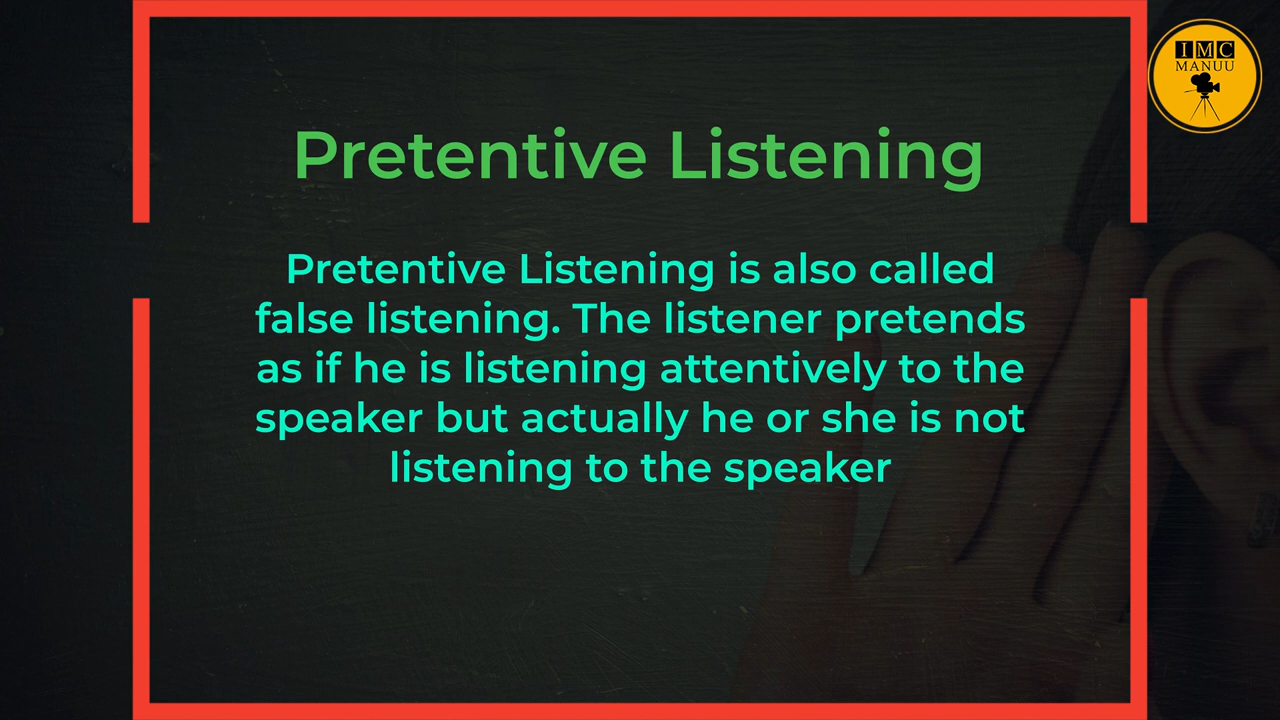 IMC
MANUU
Pretentive Listening
Pretentive Listening is also called
false listening. The listener pretends
as if he is listening attentively to the
speaker but actually he or she is not
listening to the speaker